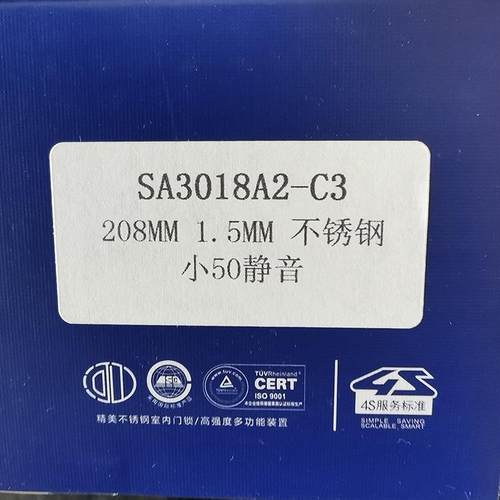 SA3018A2-C3
208MM 1.5MM 不锈钢
小50静音
TÜVRheinland
CERT
ISO 9001
4S服务标准
SIMPLE SAVING
SCALABLE SMART
精美不锈钢室内门锁/高强度多功能装置